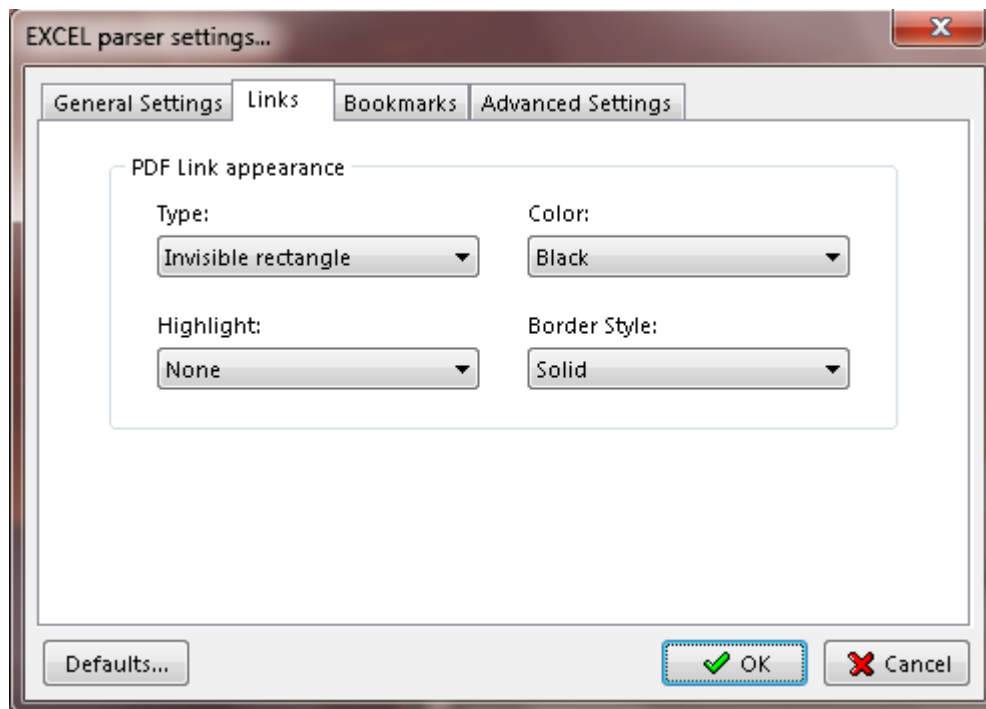 EXCEL parser settings...
General Settings Links Bookmarks Advanced Settings
PDF Link appearance
Type: Color:
Invisible rectangle Black
Highlight: Border Style:
None Solid
Defaults... OK Cancel